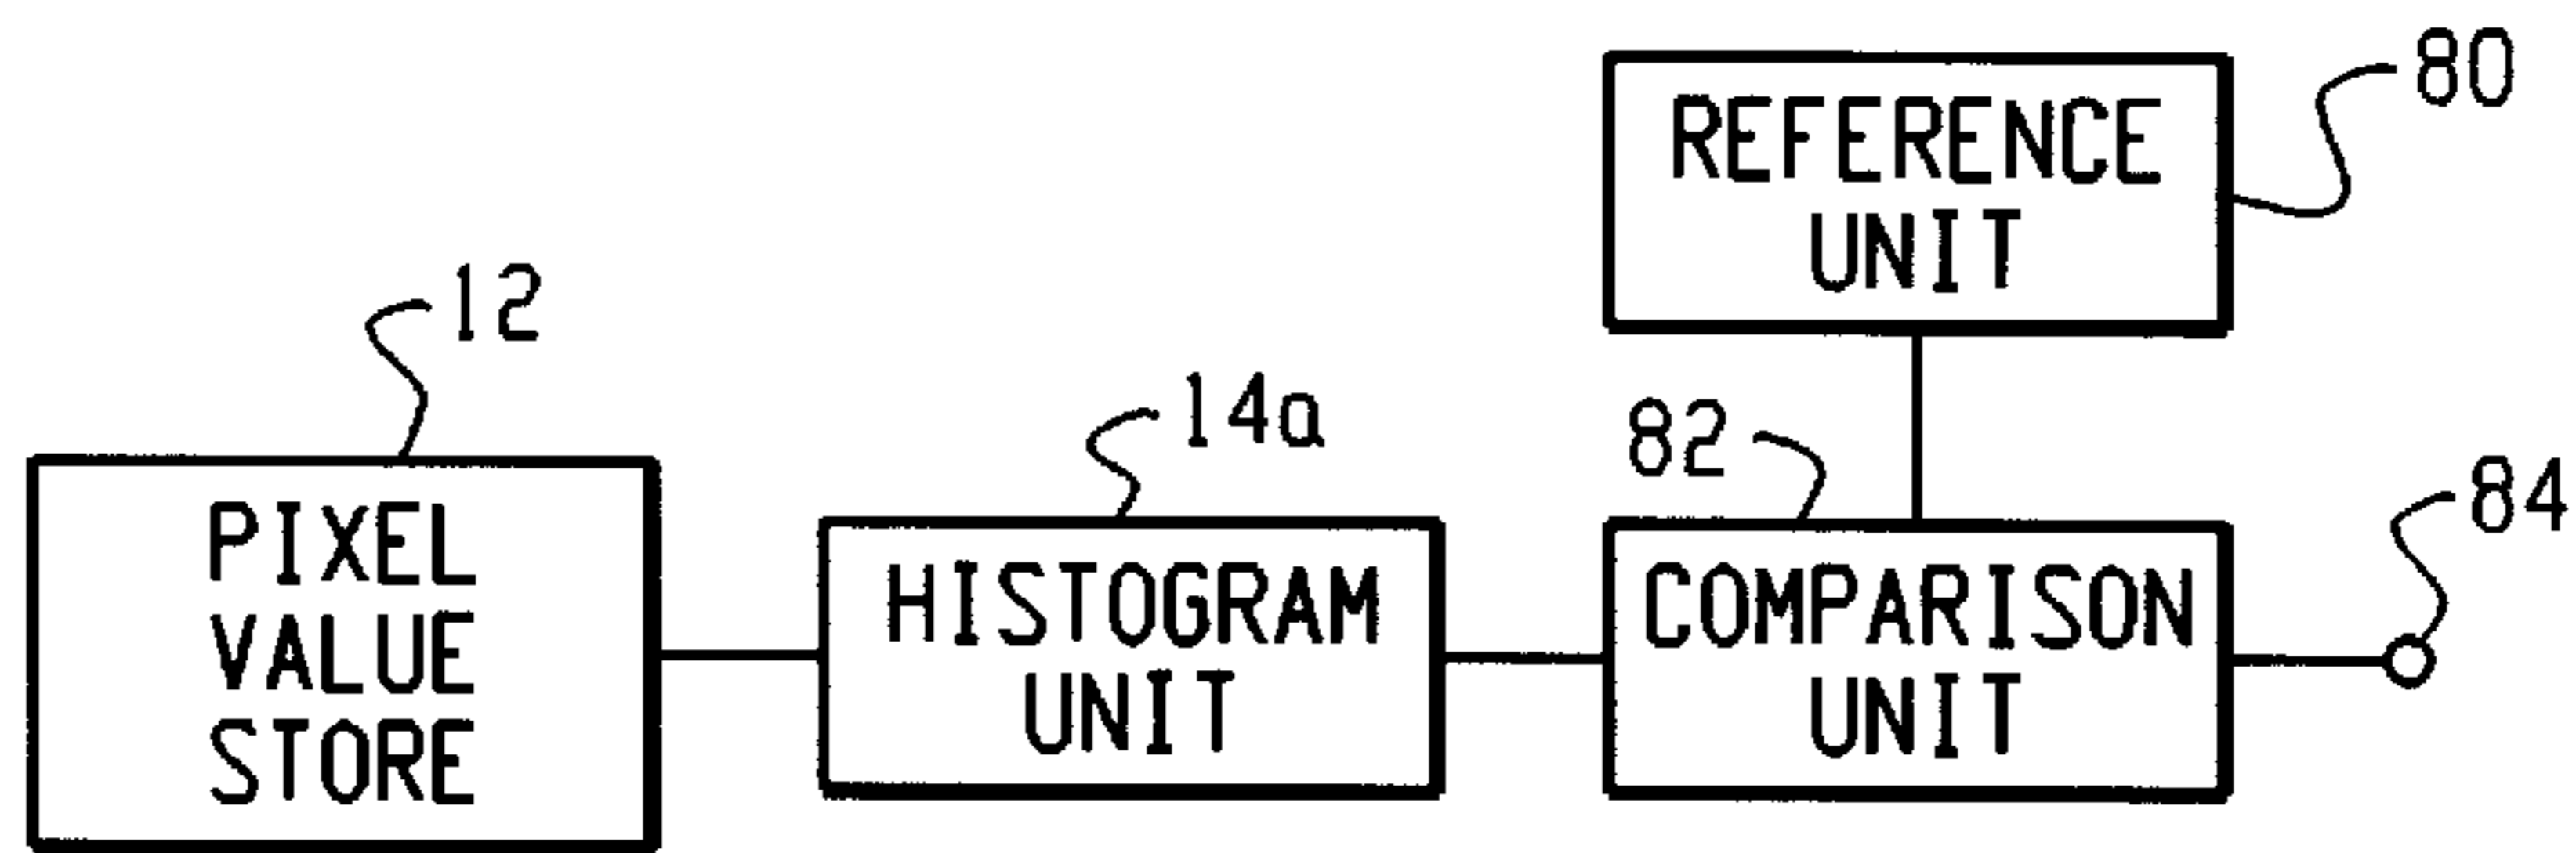 80
REFERENCE
UNIT
12
14a
82
84
PIXEL
VALUE
STORE
HISTOGRAM
UNIT
COMPARISON
UNIT